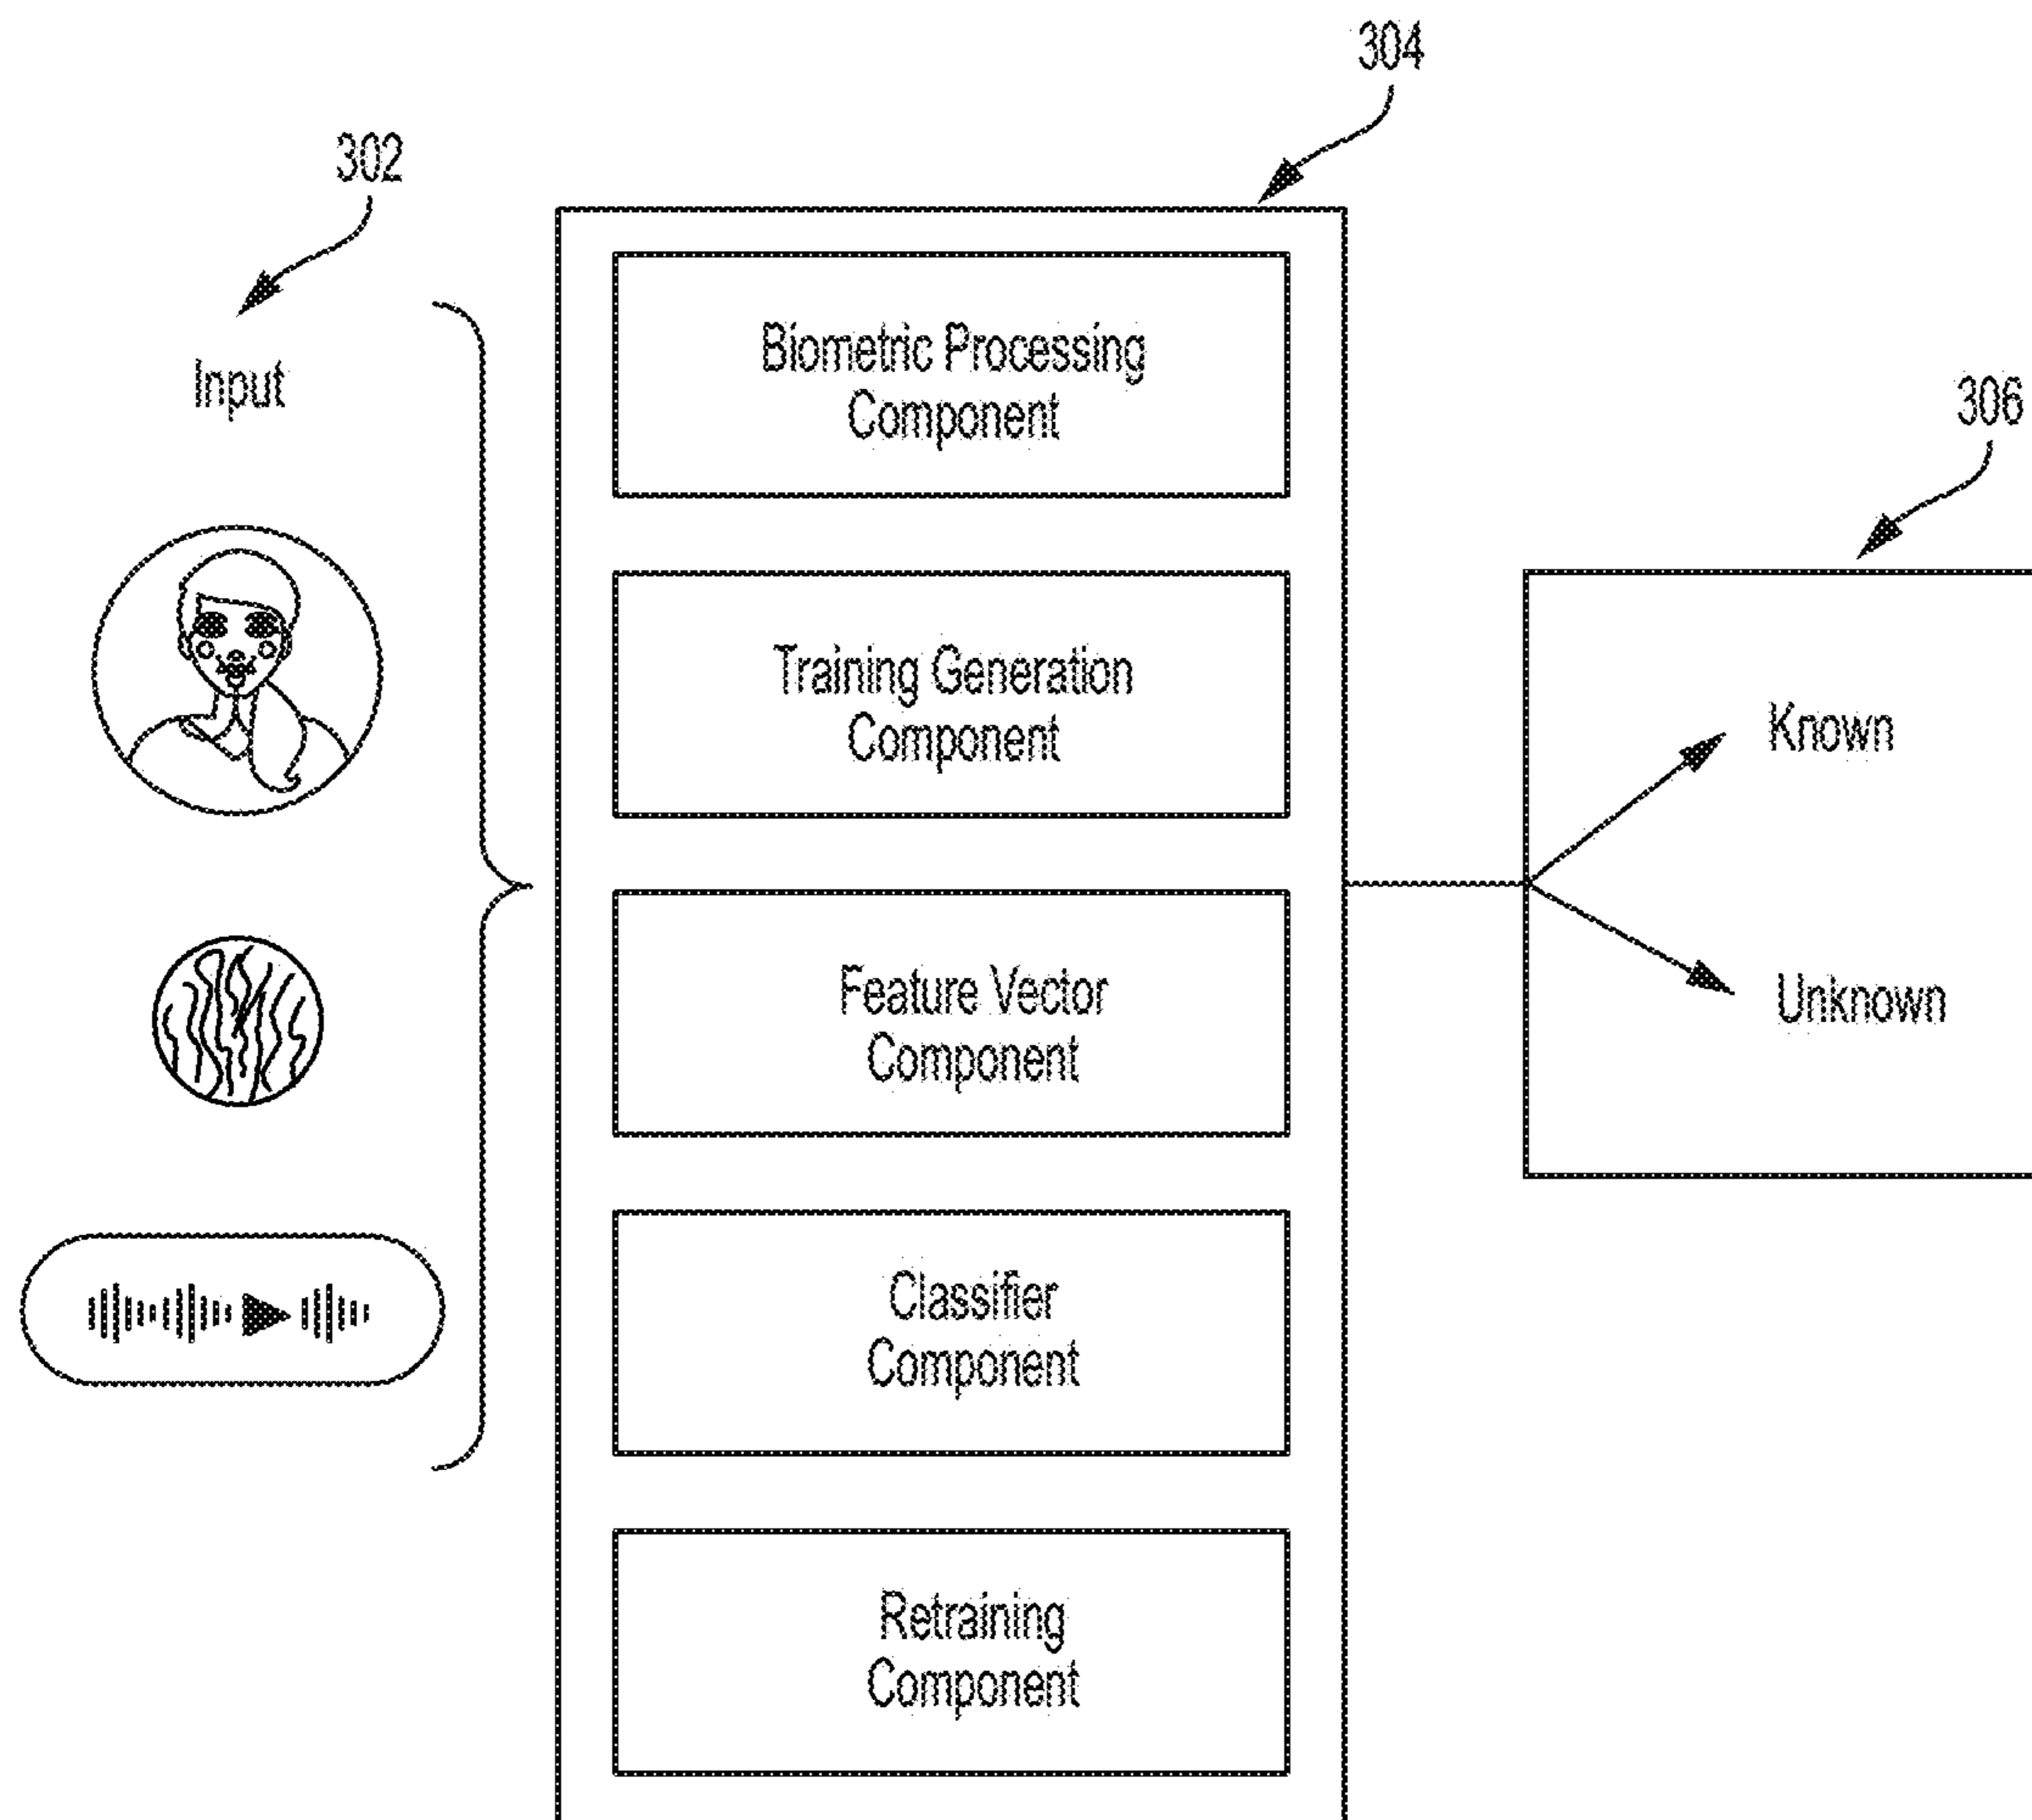 304
302
Input
Biometric Processing
Component
306
Training Generation
Component
Known
Feature Vector
Component
Unknown
Classifier
Component
Retraining
Component